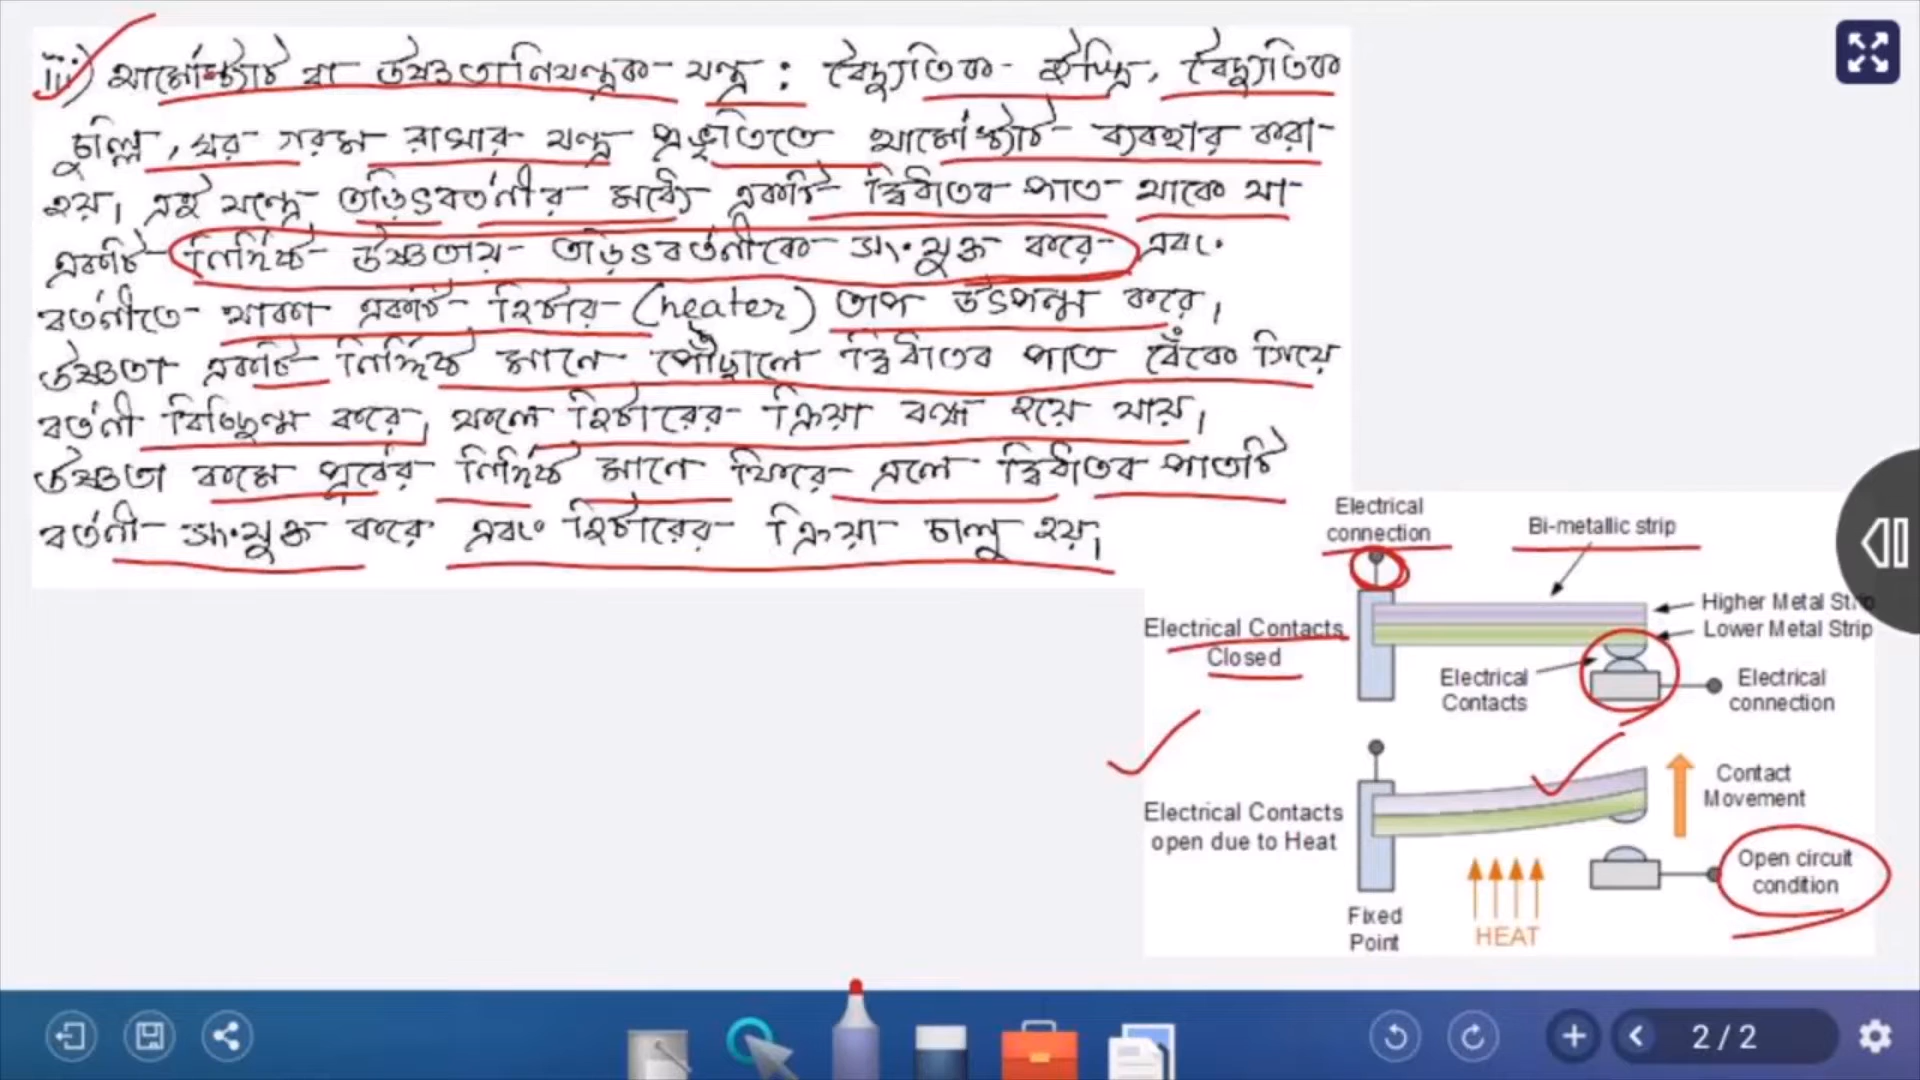 iii) থার্মোস্ট্যাট বা উষ্ণতানিয়ন্ত্রক যন্ত্র : বৈদ্যুতিক ইস্ত্রি, বৈদ্যুতিক
চুল্লি, ঘর গরম রাখার যন্ত্র প্রভৃতিতে থার্মোস্ট্যাট ব্যবহার করা
হয়। এই যন্ত্রে তড়িৎবর্তনীর মধ্যে একটি দ্বিধাতব পাত থাকে যা
একটি নির্দিষ্ট উষ্ণতায় তড়িৎবর্তনীকে সংযুক্ত করে এবং
বর্তনীতে থাকা একটি হিটার (heater) তাপ উৎপন্ন করে।
উষ্ণতা একটি নির্দিষ্ট মানে পৌঁছালে দ্বিধাতব পাত বেঁকে গিয়ে
বর্তনী বিচ্ছিন্ন করে। ফলে হিটারের ক্রিয়া বন্ধ হয়ে যায়।
উষ্ণতা কমে পূর্বের নির্দিষ্ট মানে ফিরে এলে দ্বিধাতব পাতটি
বর্তনী সংযুক্ত করে এবং হিটারের ক্রিয়া চালু হয়।
Electrical
connection
Bi-metallic strip
Higher Metal Strip
Lower Metal Strip
Electrical Contacts
Closed
Electrical
Contacts
Electrical
connection
Contact
Movement
Electrical Contacts
open due to Heat
Open circuit
condition
Fixed
Point
HEAT
2 / 2